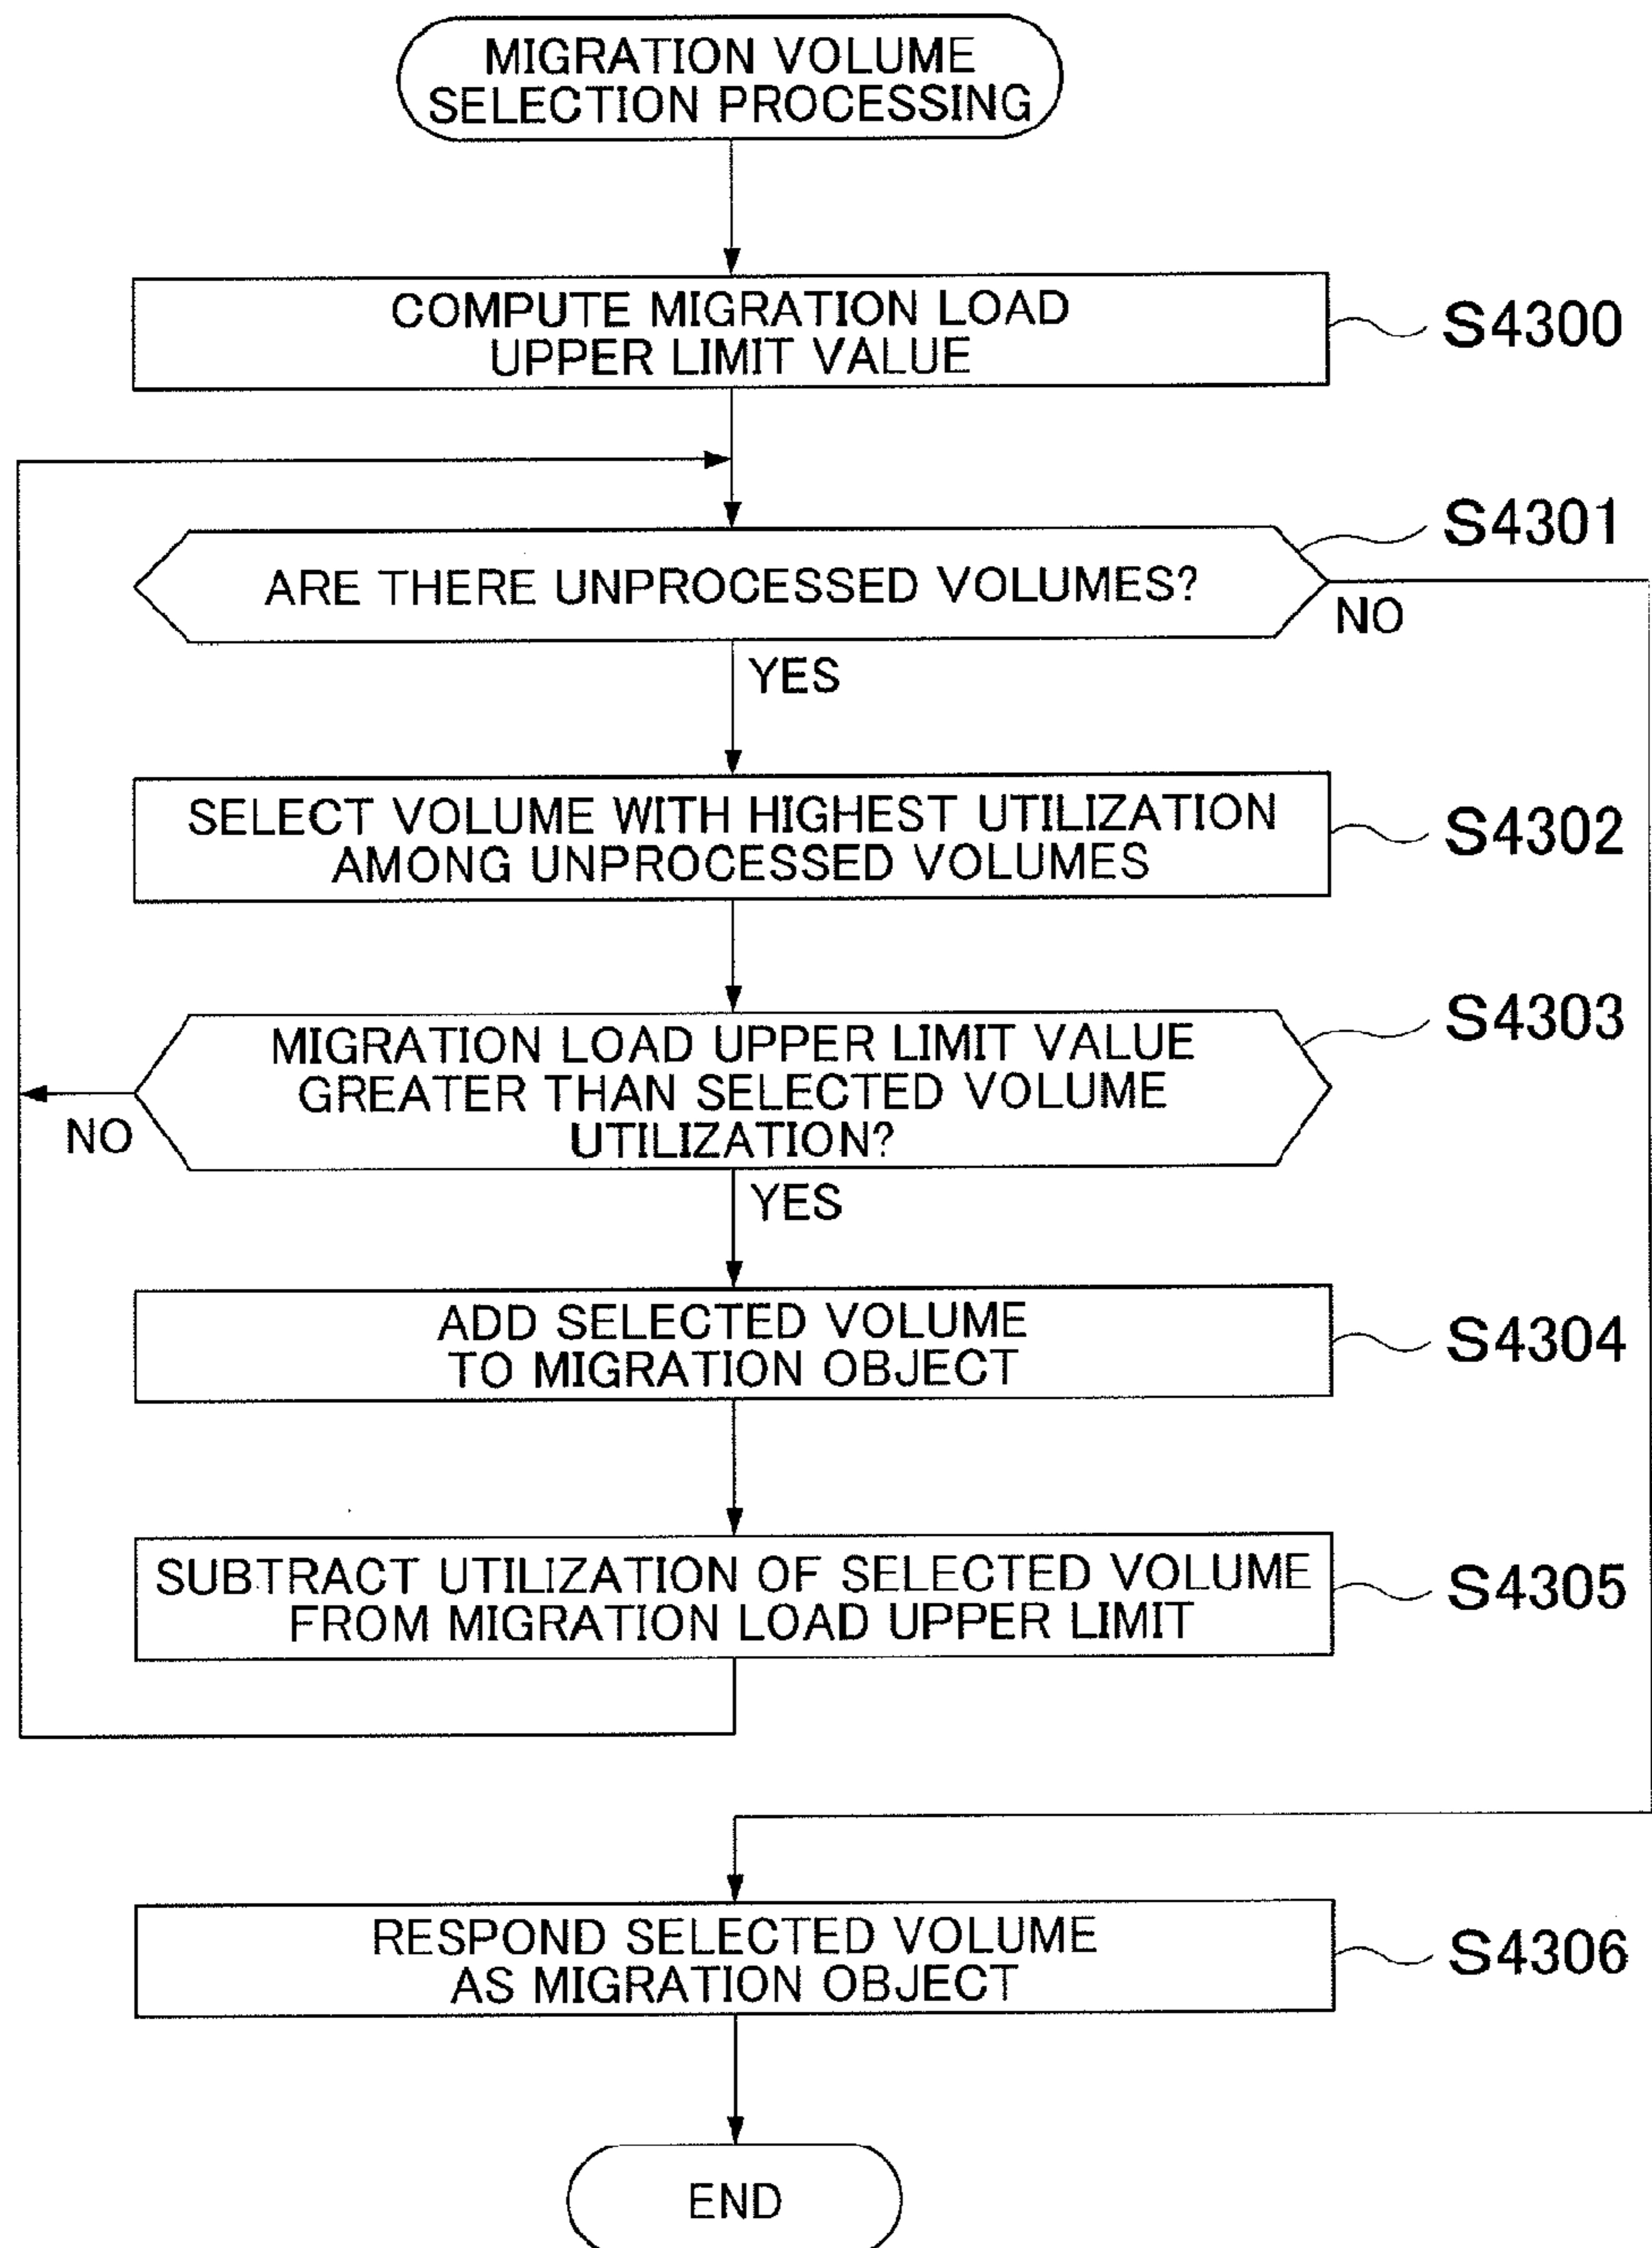 MIGRATION VOLUME
SELECTION PROCESSING
COMPUTE MIGRATION LOAD
UPPER LIMIT VALUE
S4300
S4301
ARE THERE UNPROCESSED VOLUMES?
NO
YES
SELECT VOLUME WITH HIGHEST UTILIZATION
AMONG UNPROCESSED VOLUMES
S4302
S4303
MIGRATION LOAD UPPER LIMIT VALUE
GREATER THAN SELECTED VOLUME
UTILIZATION?
NO
YES
ADD SELECTED VOLUME
TO MIGRATION OBJECT
S4304
SUBTRACT UTILIZATION OF SELECTED VOLUME
FROM MIGRATION LOAD UPPER LIMIT
S4305
RESPOND SELECTED VOLUME
AS MIGRATION OBJECT
S4306
END